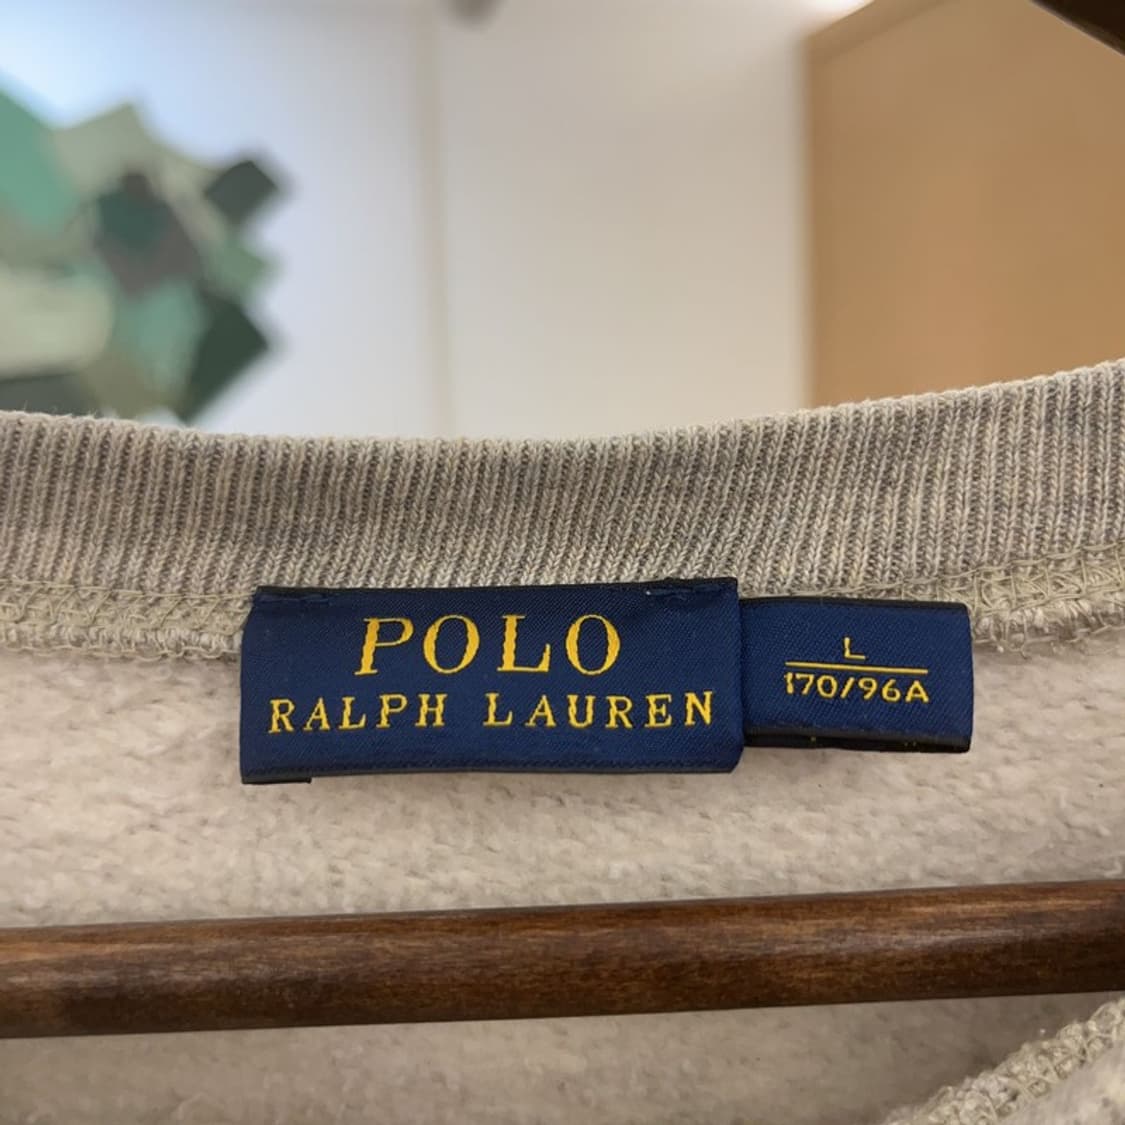 POLO
RALPH LAUREN
L
170/96A